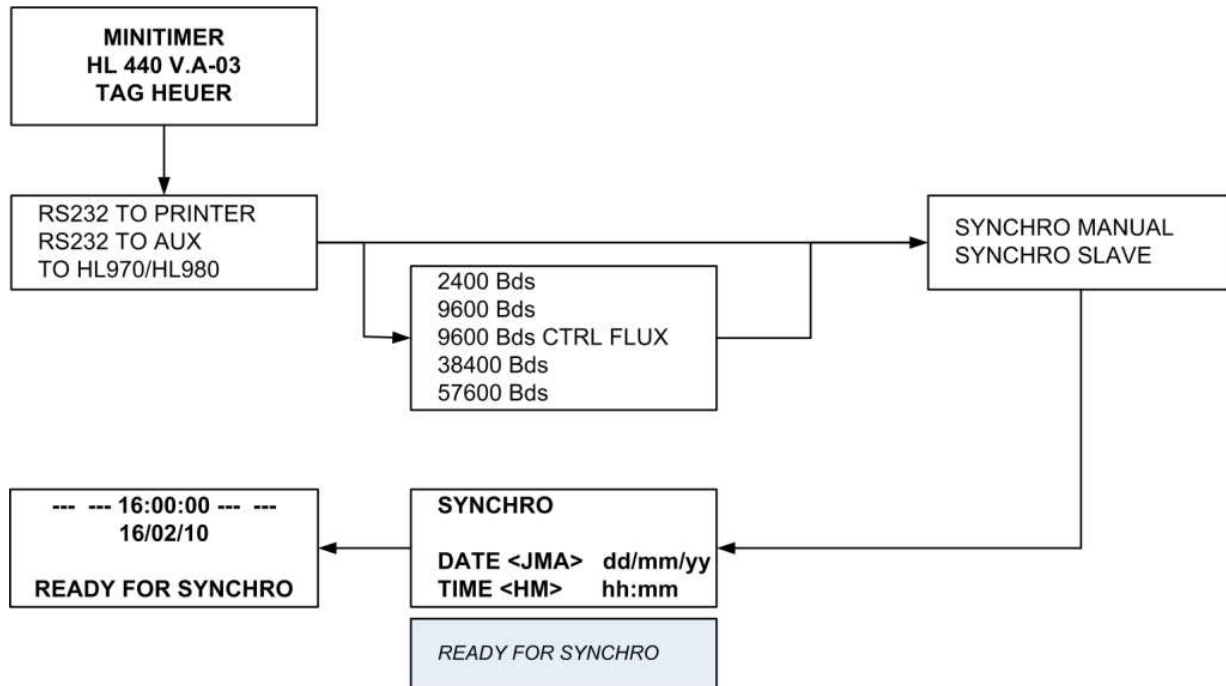 MINITIMER
HL 440 V.A-03
TAG HEUER
RS232 TO PRINTER
RS232 TO AUX
TO HL970/HL980
2400 Bds
9600 Bds
9600 Bds CTRL FLUX
38400 Bds
57600 Bds
SYNCHRO MANUAL
SYNCHRO SLAVE
--- --- 16:00:00 --- ---
16/02/10
READY FOR SYNCHRO
SYNCHRO
DATE <JMA> dd/mm/yy
TIME <HM> hh:mm
READY FOR SYNCHRO